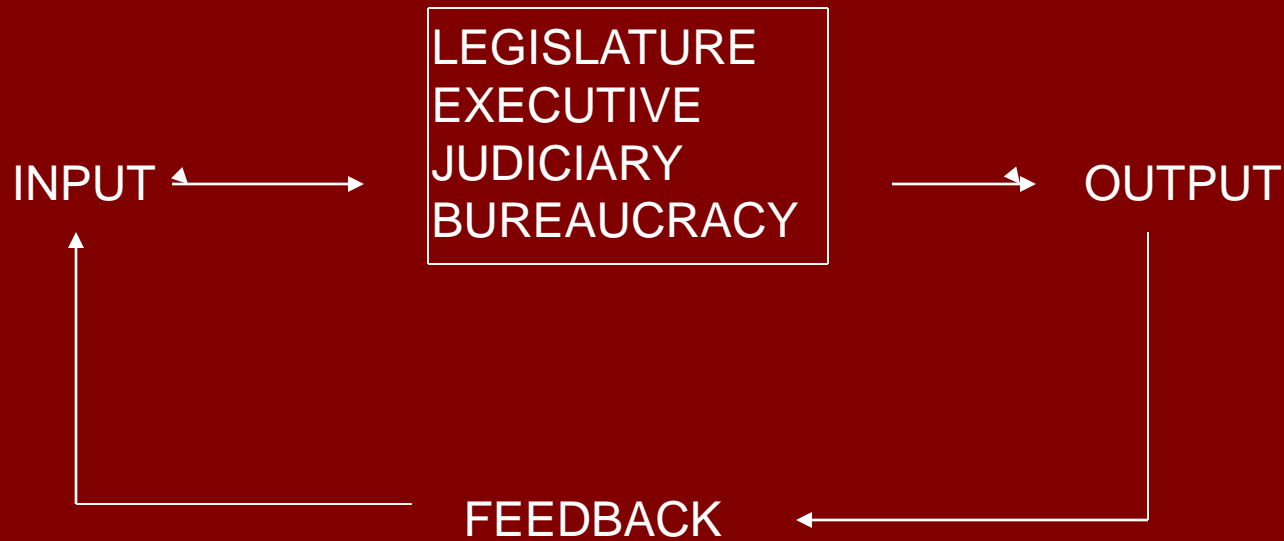 LEGISLATURE
EXECUTIVE
JUDICIARY
BUREAUCRACY
INPUT
OUTPUT
FEEDBACK